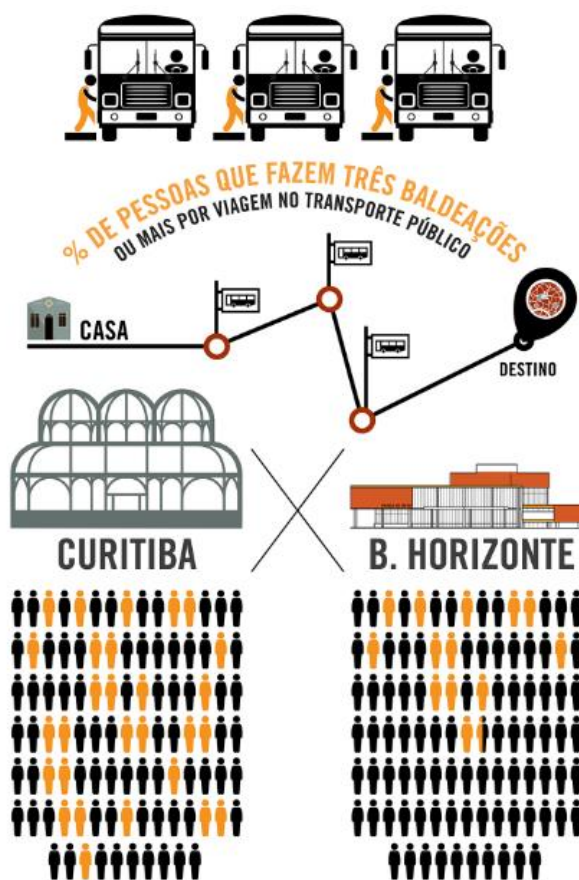 % DE PESSOAS QUE FAZEM TRÊS BALDEAÇÕES
OU MAIS POR VIAGEM NO TRANSPORTE PÚBLICO
CASA
DESTINO
CURITIBA
B. HORIZONTE